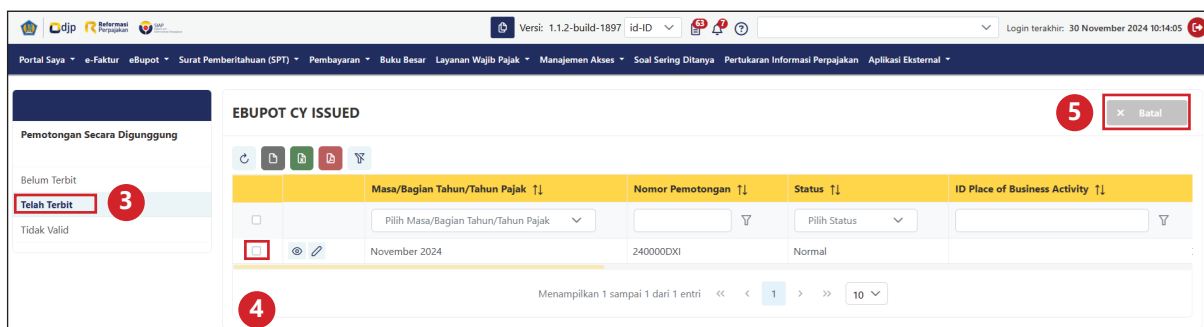 djp Reformasi Perpajakan SIAP Versi: 1.1.2-build-1897 id-ID 63 7 Login terakhir: 30 November 2024 10:14:05
Portal Saya e-Faktur eBupot Surat Pemberitahuan (SPT) Pembayaran Buku Besar Layanan Wajib Pajak Manajemen Akses Soal Sering Ditanya Pertukaran Informasi Perpajakan Aplikasi Eksternal
Pemotongan Secara Digunggung
Belum Terbit
Telah Terbit 3
Tidak Valid
EBUPOT CY ISSUED 5 × Batal
Masa/Bagian Tahun/Tahun Pajak Nomor Pemotongan Status ID Place of Business Activity
Pilih Masa/Bagian Tahun/Tahun Pajak Pilih Status
November 2024 240000DXI Normal
4 Menampilkan 1 sampai 1 dari 1 entri << < 1 > >> 10